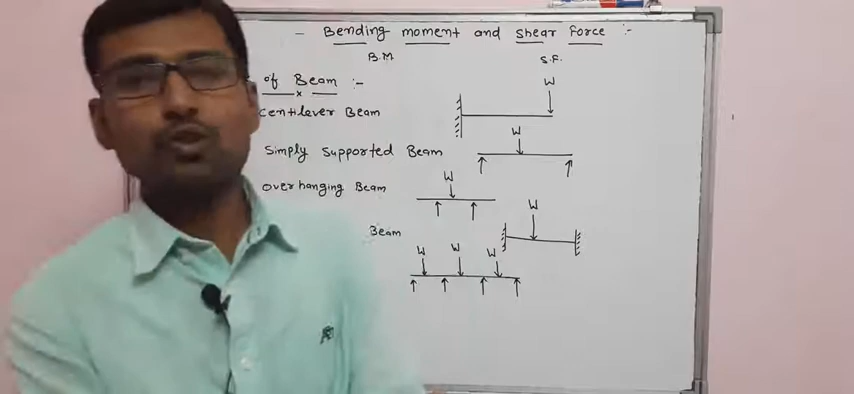 - Bending moment and shear Force :-
B.M S.F.
of Beam :-
centilever Beam W
simply supported Beam W
overhanging Beam W
Beam W
W W W